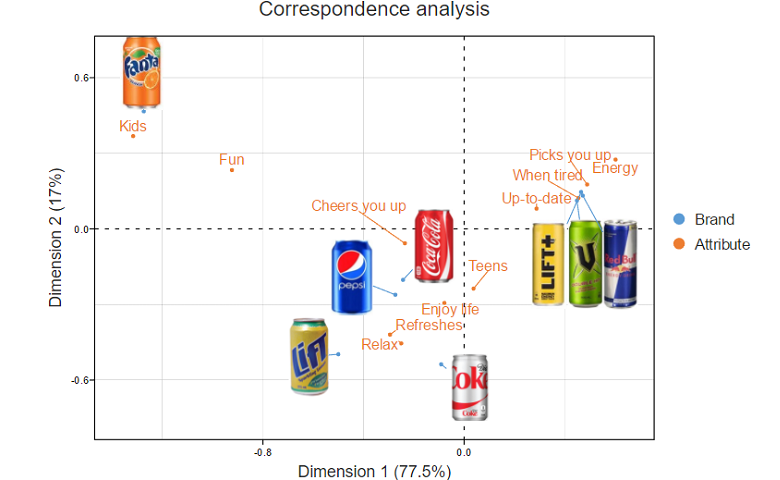 Correspondence analysis
0.6
0.0
-0.6
Dimension 2 (17%)
-0.8
0.0
Dimension 1 (77.5%)
Fanta
Kids
Fun
Cheers you up
Coca-Cola
pepsi
Lift
Relax
Refreshes
Enjoy life
Teens
Coke
Coke
Picks you up
Energy
When tired
Up-to-date
LIFT+
V
Red Bull
Brand
Attribute